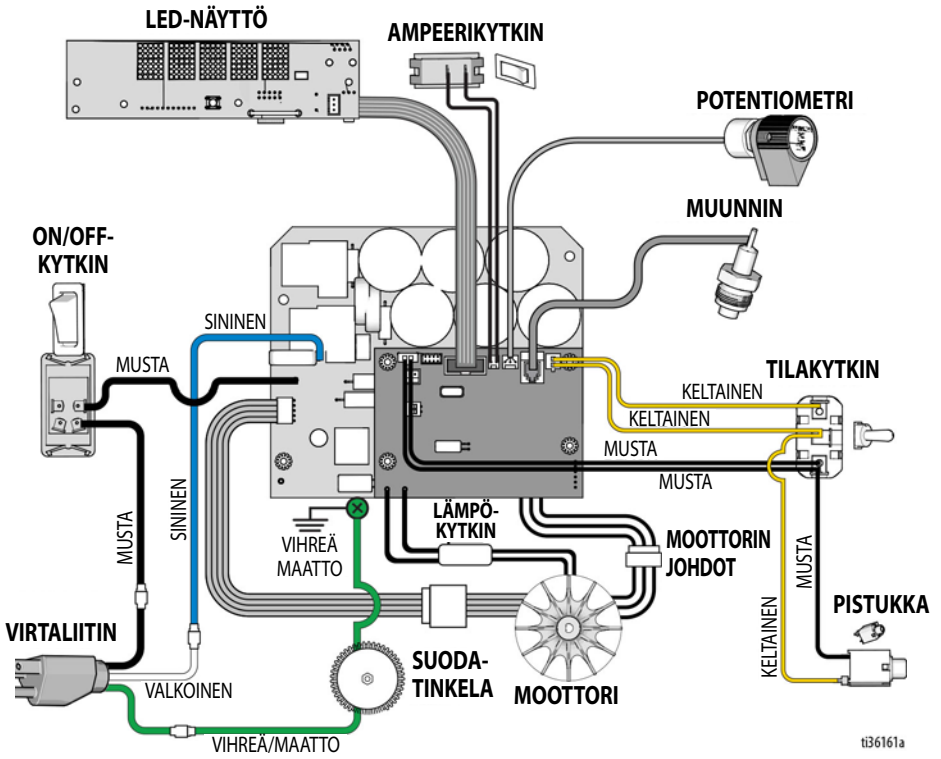 LED-NÄYTTÖ
AMPEERIKYTKIN
POTENTIOMETRI
MUUNNIN
ON/OFF-
KYTKIN
SININEN
MUSTA
KELTAINEN
TILAKYTKIN
KELTAINEN
MUSTA
MUSTA
MUSTA
SININEN
VIHREÄ
MAATTO
LÄMPÖ-
KYTKIN
MOOTTORIN
JOHDOT
MUSTA
KELTAINEN
PISTUKKA
VIRTALIITIN
VALKOINEN
SUODA-
TINKELA
MOOTTORI
VIHREÄ/MAATTO
ti36161a